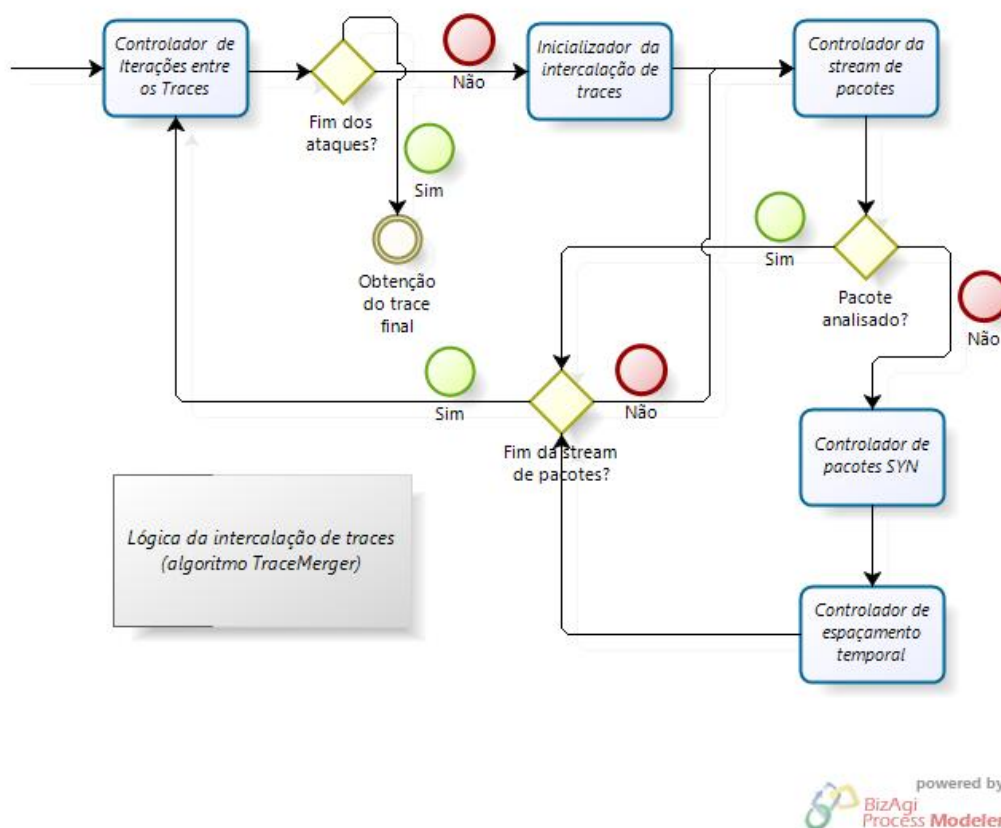 Controlador de
Iterações entre
os Traces
Não
Inicializador da
intercalação de
traces
Controlador da
stream de
pacotes
Fim dos
ataques?
Sim
Sim
Obtenção
do trace
final
Pacote
analisado?
Não
Sim
Não
Fim da stream
de pacotes?
Controlador de
pacotes SYN
Lógica da intercalação de traces
(algoritmo TraceMerger)
Controlador de
espaçamento
temporal
powered by
BizAgi
Process Modeler